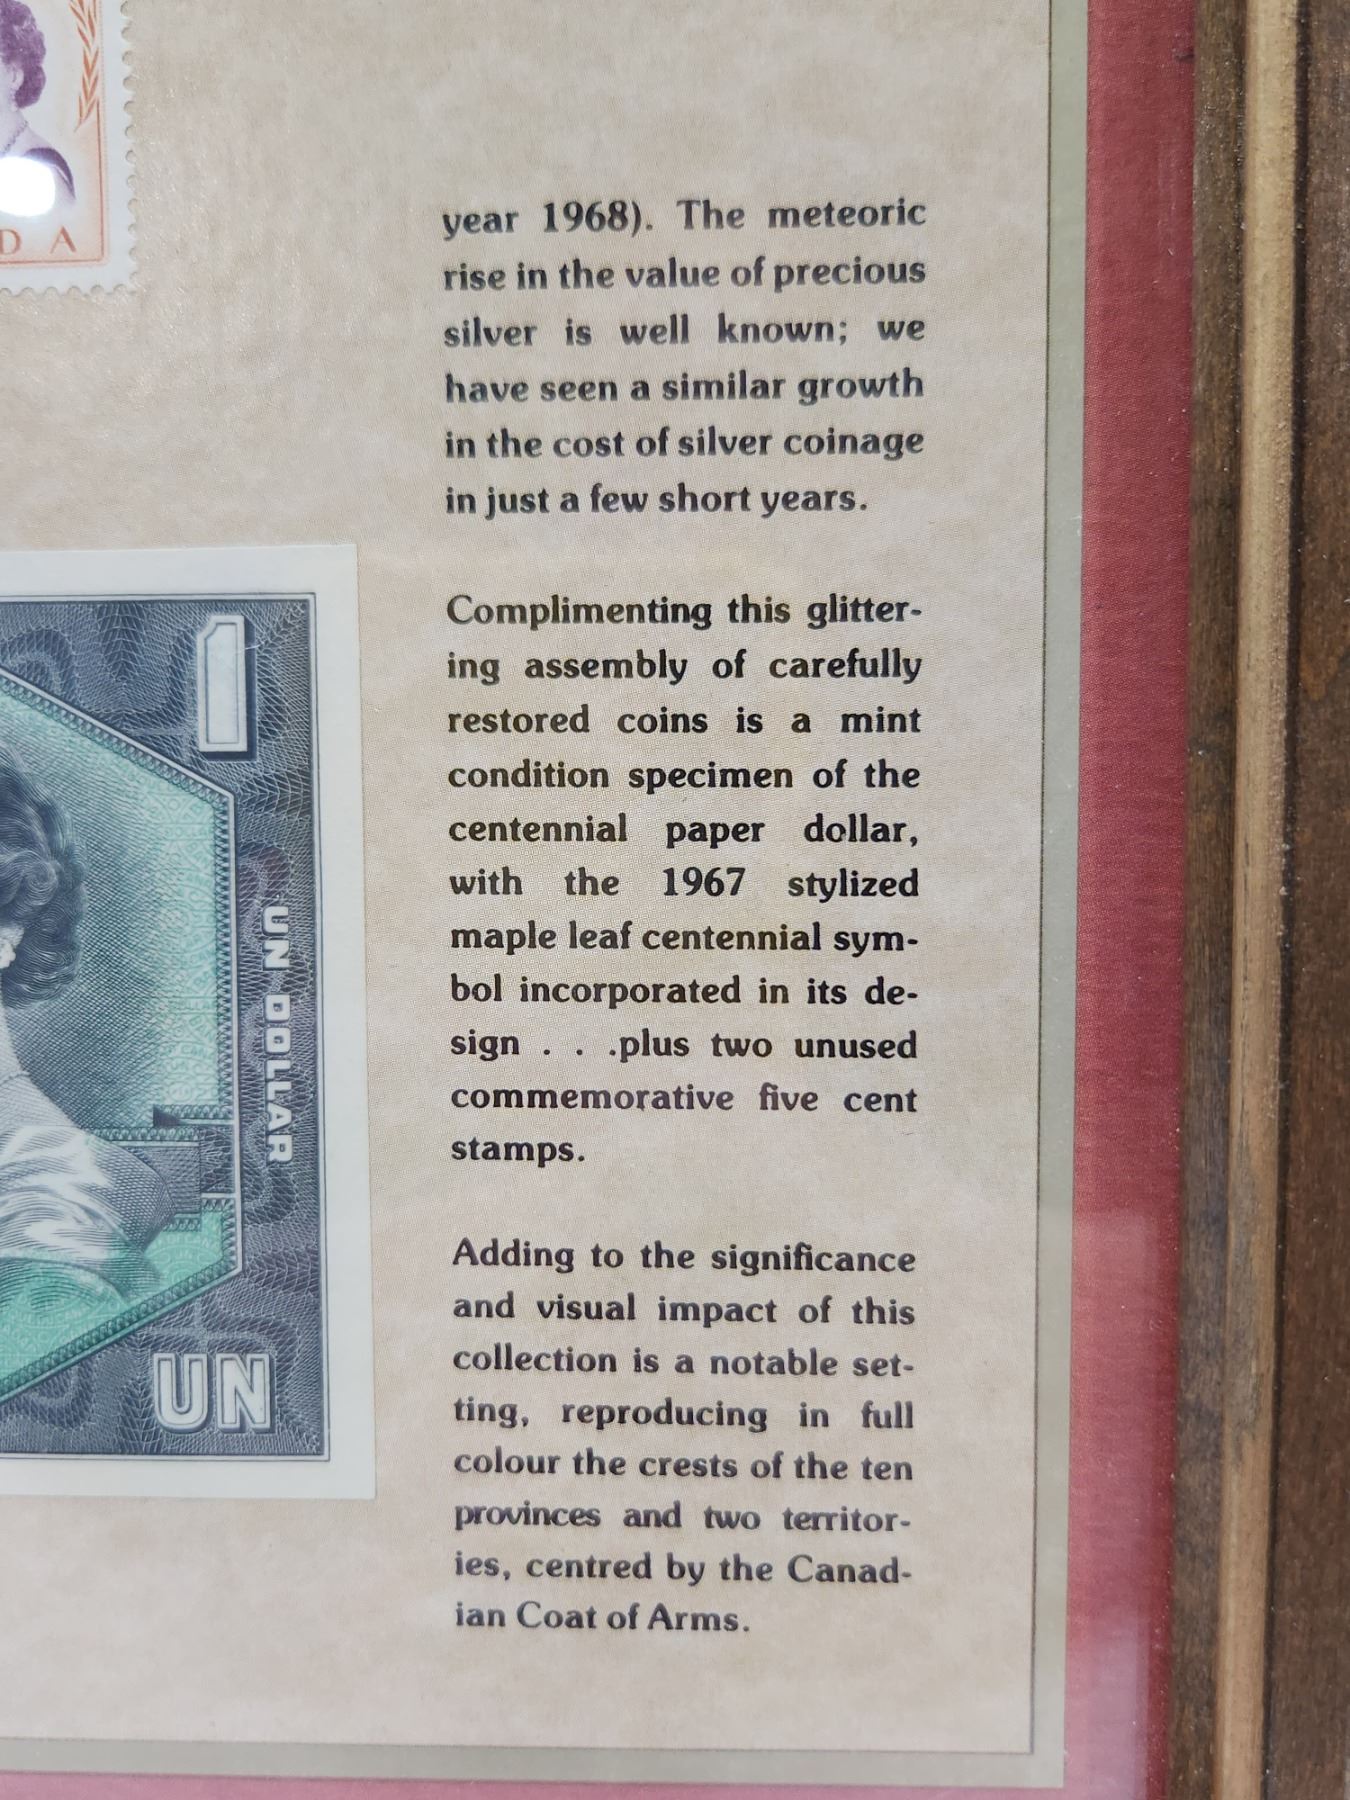 D A
year 1968). The meteoric
rise in the value of precious
silver is well known; we
have seen a similar growth
in the cost of silver coinage
in just a few short years.
Complimenting this glitter-
ing assembly of carefully
restored coins is a mint
condition specimen of the
centennial paper dollar,
with the 1967 stylized
maple leaf centennial sym-
bol incorporated in its de-
sign . . .plus two unused
commemorative five cent
stamps.
Adding to the significance
and visual impact of this
collection is a notable set-
ting, reproducing in full
colour the crests of the ten
provinces and two territor-
ies, centred by the Canad-
ian Coat of Arms.
1
UN DOLLAR
UN